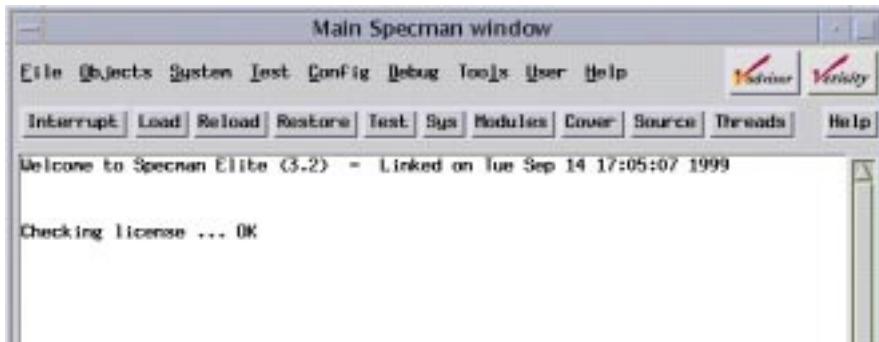 Main Specman window
File Objects System Test Config Debug Tools User Help
Vadvisor Verisity
Interrupt Load Reload Restore Test Sys Modules Cover Source Threads Help
Welcome to Specman Elite (3.2) - Linked on Tue Sep 14 17:05:07 1999
Checking license ... OK